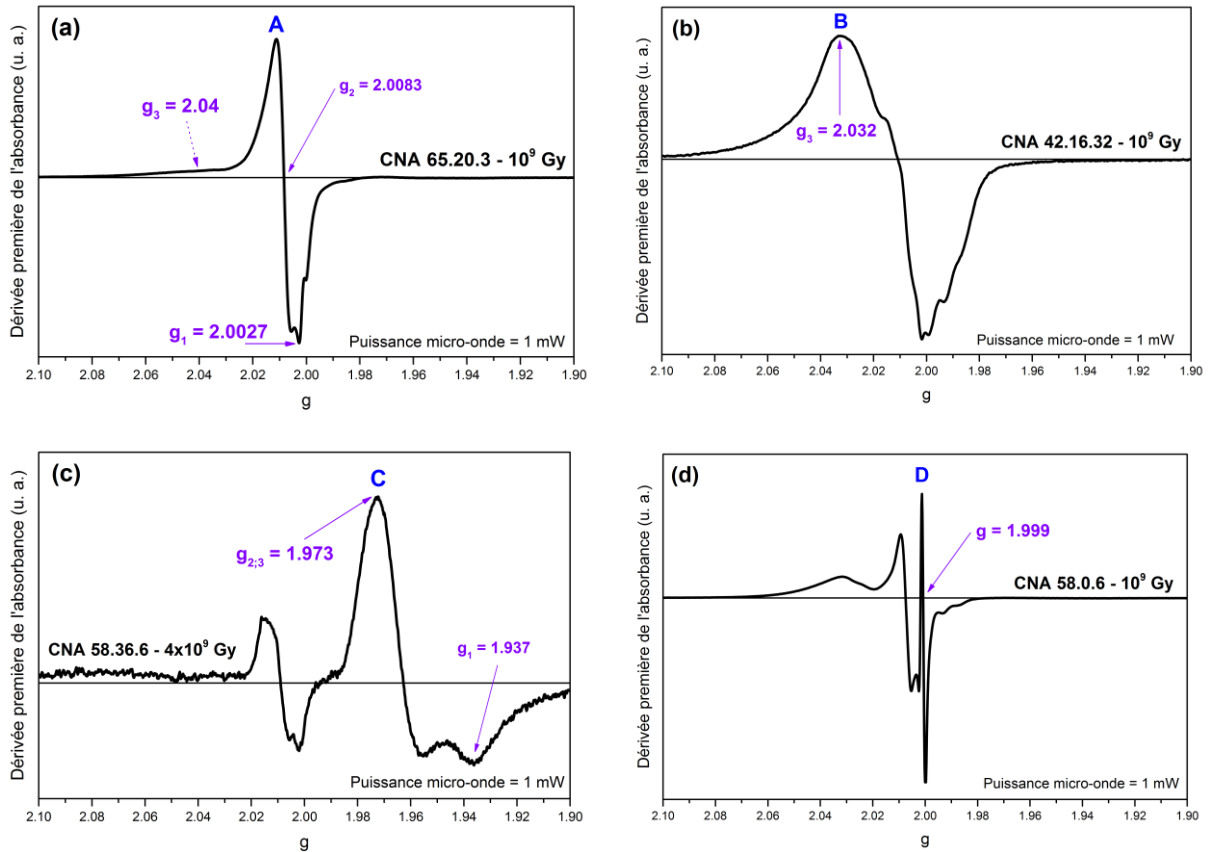 (a)
A
g₃ = 2.04
g₂ = 2.0083
CNA 65.20.3 - 10⁹ Gy
g₁ = 2.0027
Puissance micro-onde = 1 mW
Dérivée première de l'absorbance (u. a.)
2.10 2.08 2.06 2.04 2.02 2.00 1.98 1.96 1.94 1.92 1.90
g
(b)
B
g₃ = 2.032
CNA 42.16.32 - 10⁹ Gy
Puissance micro-onde = 1 mW
Dérivée première de l'absorbance (u. a.)
2.10 2.08 2.06 2.04 2.02 2.00 1.98 1.96 1.94 1.92 1.90
g
(c)
C
g₂;₃ = 1.973
CNA 58.36.6 - 4x10⁹ Gy
g₁ = 1.937
Puissance micro-onde = 1 mW
Dérivée première de l'absorbance (u. a.)
2.10 2.08 2.06 2.04 2.02 2.00 1.98 1.96 1.94 1.92 1.90
g
(d)
D
g = 1.999
CNA 58.0.6 - 10⁹ Gy
Puissance micro-onde = 1 mW
Dérivée première de l'absorbance (u. a.)
2.10 2.08 2.06 2.04 2.02 2.00 1.98 1.96 1.94 1.92 1.90
g